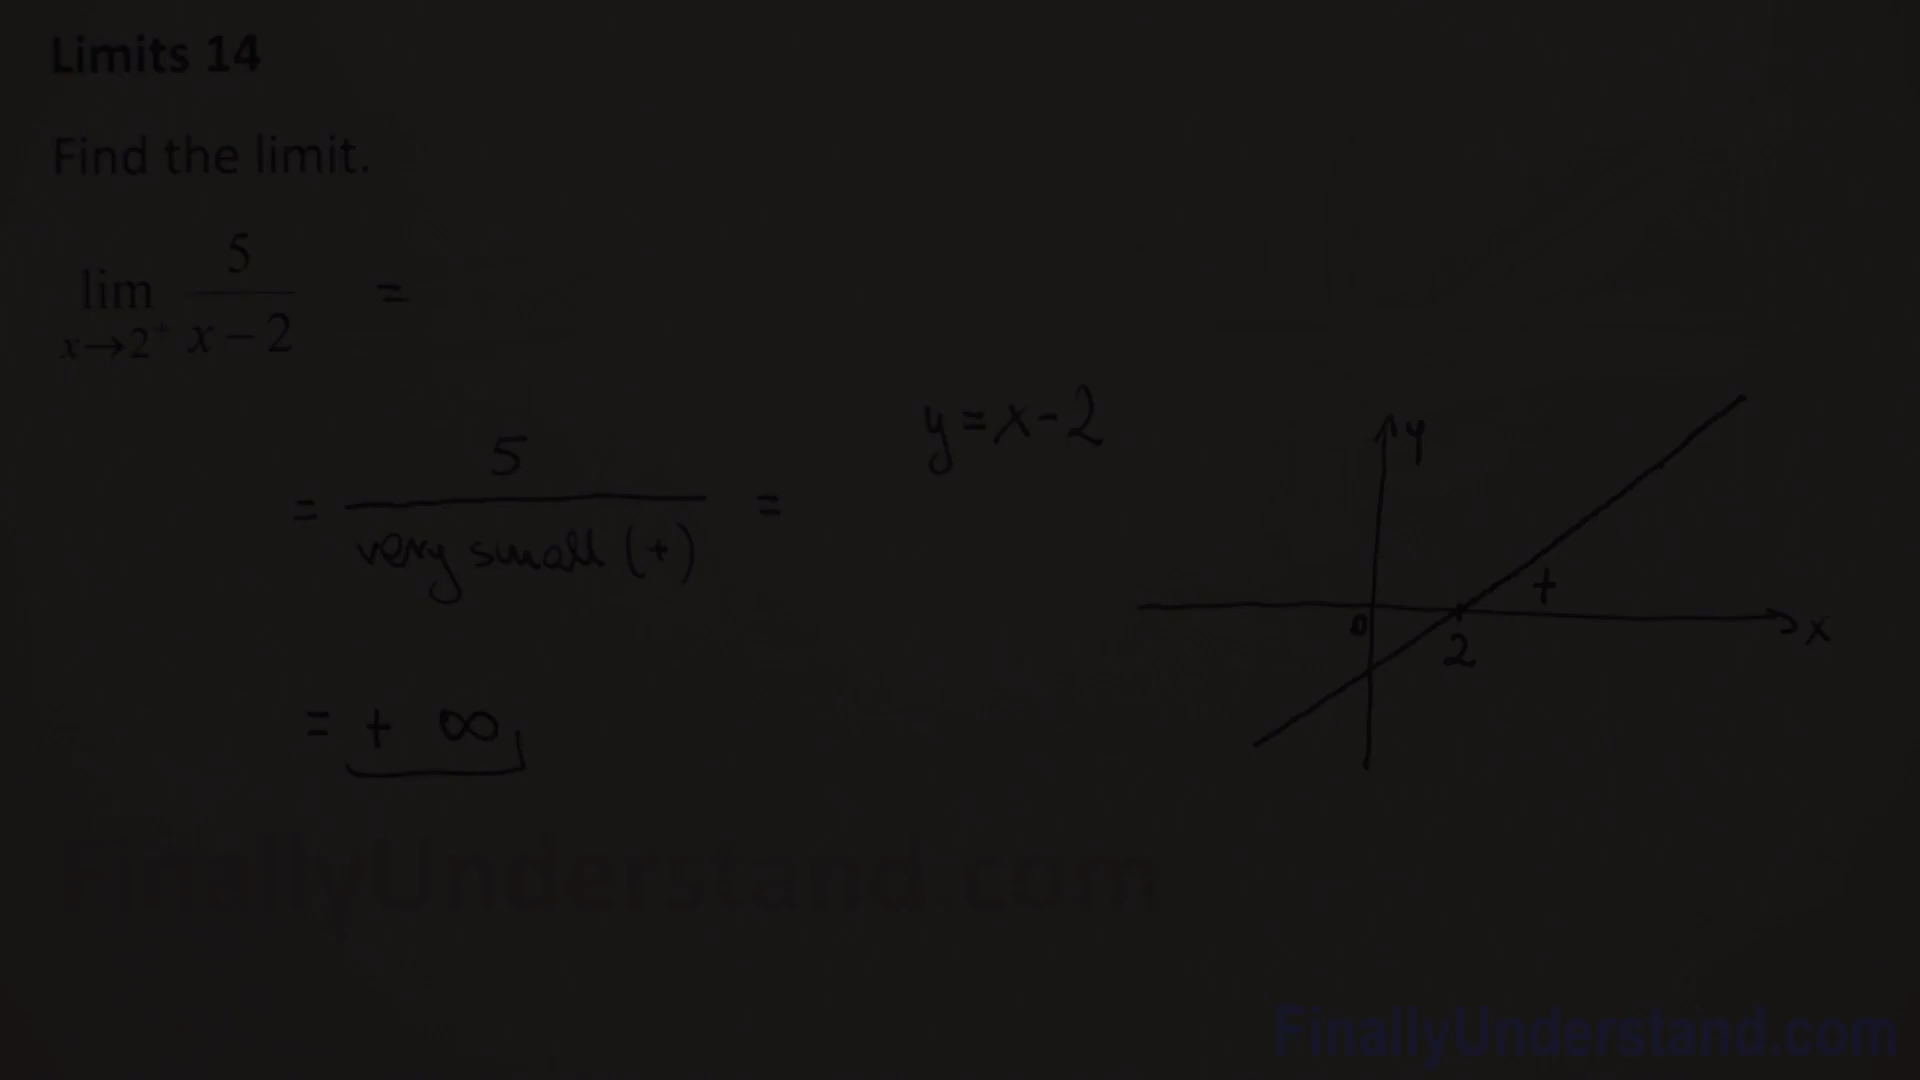 Limits 14
Find the limit.
lim x→2⁺ 5/(x−2) =
= 5/(very small (+)) =
y = x-2
y
+
0
2
x
= + ∞
FinallyUnderstand.com
FinallyUnderstand.com